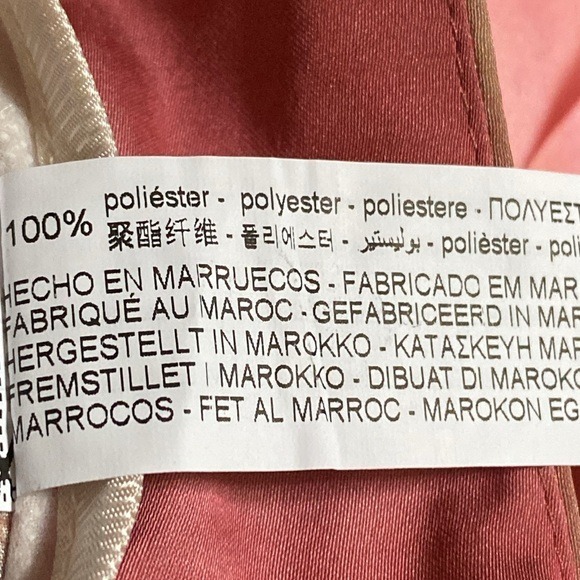 100% poliéster - polyester - poliestere - ΠΟΛΥΕΣΤ
聚酯纤维 - 폴리에스터 - بوليستير - polièster - poli
HECHO EN MARRUECOS - FABRICADO EM MAR
FABRIQUÉ AU MAROC - GEFABRICEERD IN MAR
HERGESTELLT IN MAROKKO - ΚΑΤΑΣΚΕΥΗ ΜΑΡ
FREMSTILLET I MAROKKO - DIBUAT DI MAROKO
MARROCOS - FET AL MARROC - MAROKON EG